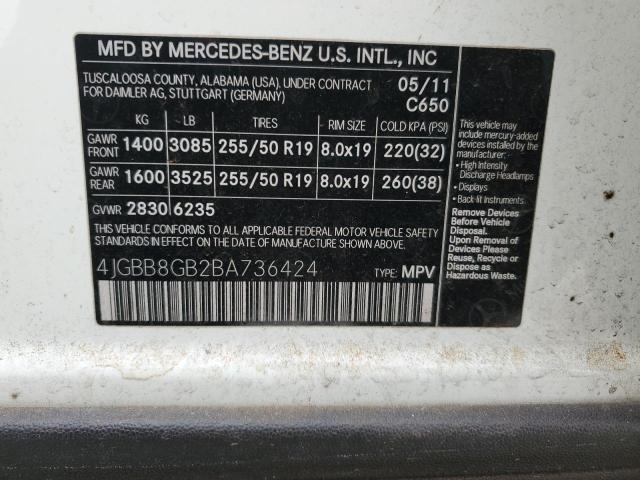 MFD BY MERCEDES-BENZ U.S. INTL., INC
TUSCALOOSA COUNTY, ALABAMA (USA). UNDER CONTRACT
FOR DAIMLER AG, STUTTGART (GERMANY)
05/11
C650
KG LB TIRES RIM SIZE COLD KPA (PSI)
GAWR FRONT 1400 3085 255/50 R19 8.0x19 220(32)
GAWR REAR 1600 3525 255/50 R19 8.0x19 260(38)
GVWR 2830 6235
THIS VEHICLE CONFORMS TO ALL APPLICABLE FEDERAL MOTOR VEHICLE SAFETY
STANDARDS IN EFFECT ON THE DATE OF MANUFACTURE SHOWN ABOVE.
4JGBB8GB2BA736424
TYPE: MPV
This vehicle may
include mercury-added
devices installed by the
manufacturer:
• High Intensity
Discharge Headlamps
• Displays
• Back-lit Instruments
Remove Devices
Before Vehicle
Disposal.
Upon Removal of
Devices Please
Reuse, Recycle or
Dispose as
Hazardous Waste.